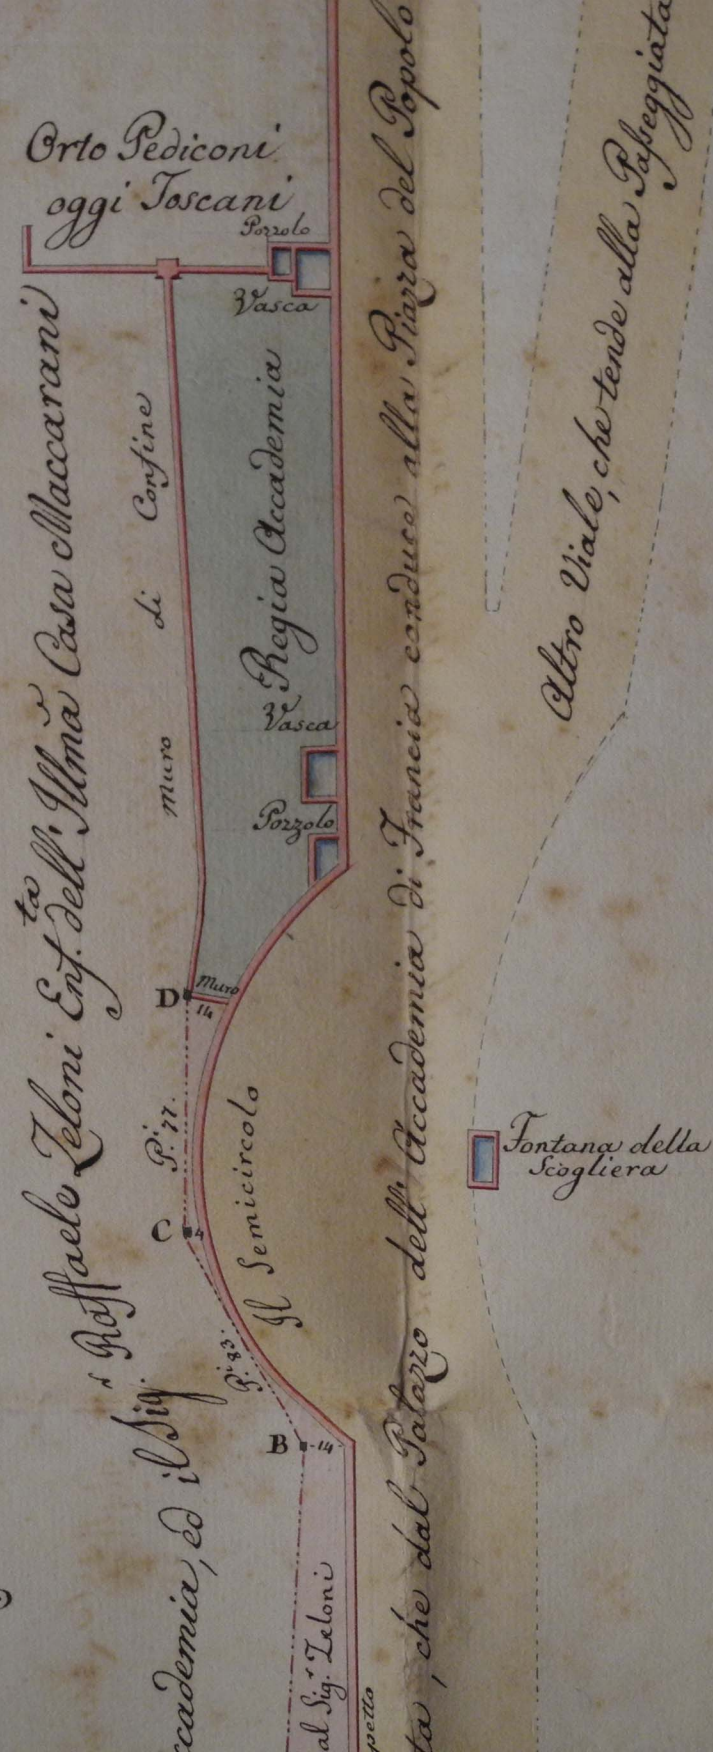 Orto Pediconi
oggi Toscani
Pozzolo
Vasca
Regia Accademia
Vasca
Pozzolo
muro di Confine
ccademia, ed il Sig.r Raffaele Zeloni Enf.ta dell' Illma Casa Maccarani
D
Muro
14
P.i 77.
C
4
Il Semicircolo
P.i 83.
B
-14-
al Sig.r Zeloni
petto
ta, che dal Palazzo dell' Accademia di Francia conduce alla Piazza del Popolo
Altro Viale, che tende alla Passeggiata
Fontana della
Scogliera